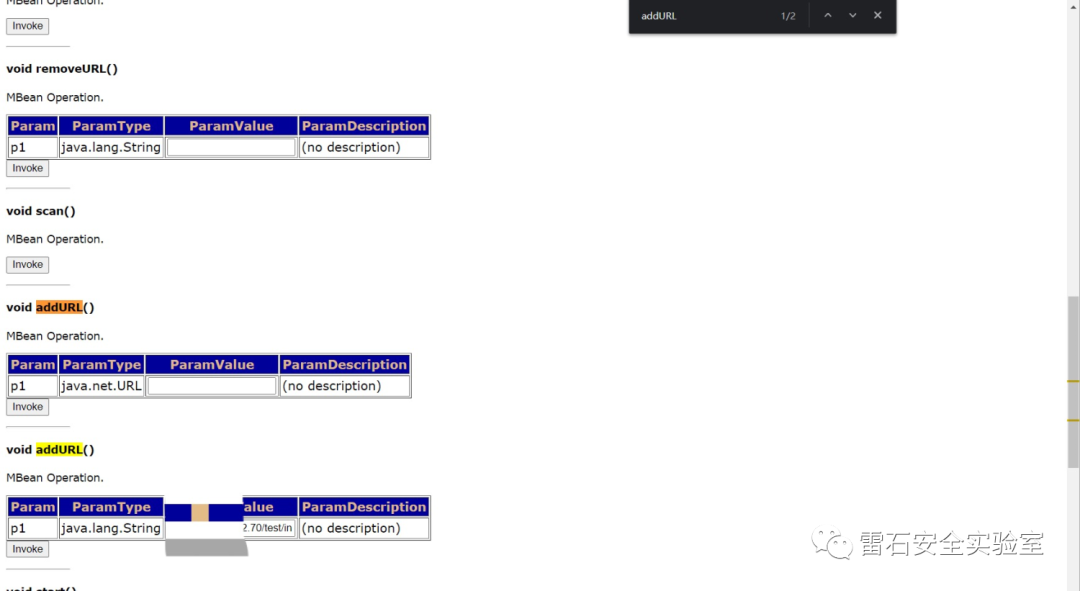 MBean Operation.
addURL 1/2
Invoke
void removeURL()
MBean Operation.
Param ParamType ParamValue ParamDescription
p1 java.lang.String (no description)
Invoke
void scan()
MBean Operation.
Invoke
void addURL()
MBean Operation.
Param ParamType ParamValue ParamDescription
p1 java.net.URL (no description)
Invoke
void addURL()
MBean Operation.
Param ParamType alue ParamDescription
p1 java.lang.String 2.70/test/in (no description)
Invoke
void start()
雷石安全实验室